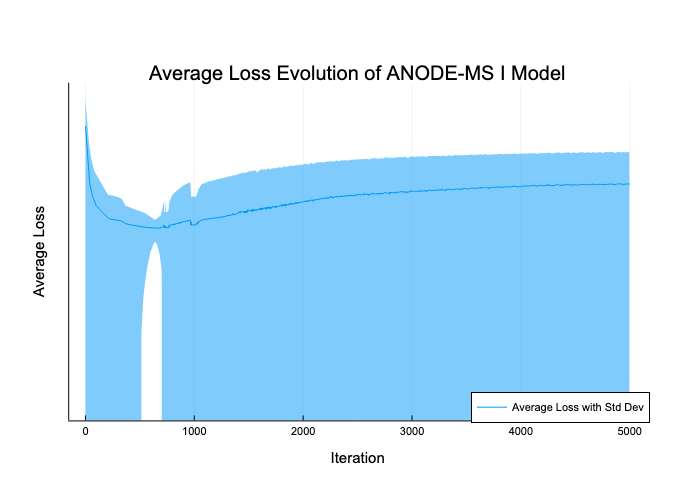 Average Loss Evolution of ANODE-MS I Model
Average Loss
Average Loss with Std Dev
0 1000 2000 3000 4000 5000
Iteration